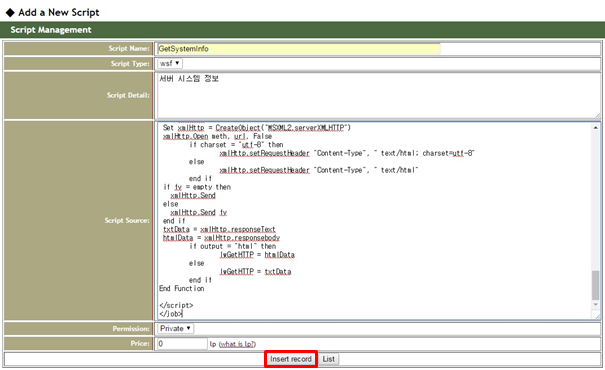 ◆ Add a New Script
Script Management
Script Name: GetSystemInfo
Script Type: wsf
Script Detail: 서버 시스템 정보
Script Source:
Set xmlHttp = CreateObject("MSXML2.serverXMLHTTP")
xmlHttp.Open meth, url, False
if charset = "utf-8" then
xmlHttp.setRequestHeader "Content-Type", " text/html; charset=utf-8"
else
xmlHttp.setRequestHeader "Content-Type", " text/html"
end if
if fv = empty then
xmlHttp.Send
else
xmlHttp.Send fv
end if
txtData = xmlHttp.responseText
htmlData = xmlHttp.responsebody
if output = "html" then
lwGetHTTP = htmlData
else
lwGetHTTP = txtData
end if
End Function
</script>
</job>
Permission: Private
Price: 0 lp (what is lp?)
Insert record List